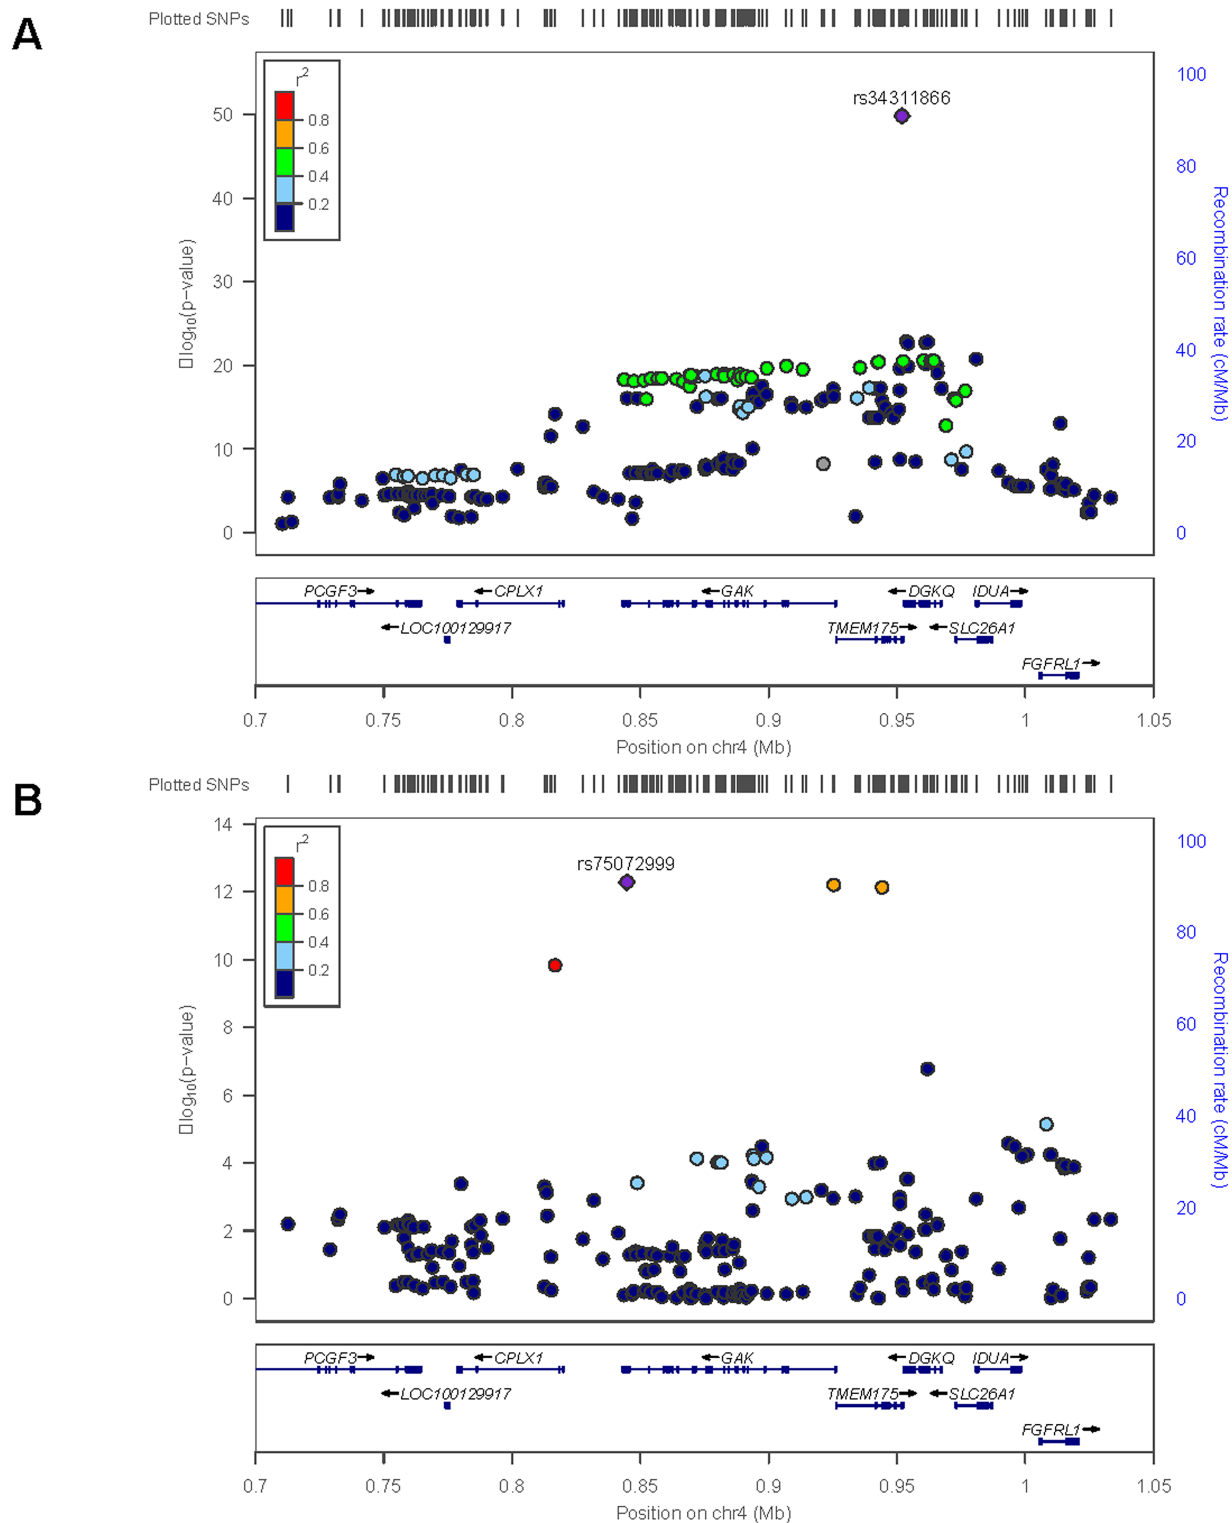 A
Plotted SNPs
r2
0.8
0.6
0.4
0.2
rs34311866
50
40
30
20
10
0
▯log10(p−value)
100
80
60
40
20
0
Recombination rate (cM/Mb)
PCGF3 CPLX1 GAK DGKQ IDUA
LOC100129917 TMEM175 SLC26A1
FGFRL1
0.7 0.75 0.8 0.85 0.9 0.95 1 1.05
Position on chr4 (Mb)
B
Plotted SNPs
r2
0.8
0.6
0.4
0.2
rs75072999
14
12
10
8
6
4
2
0
▯log10(p−value)
100
80
60
40
20
0
Recombination rate (cM/Mb)
PCGF3 CPLX1 GAK DGKQ IDUA
LOC100129917 TMEM175 SLC26A1
FGFRL1
0.7 0.75 0.8 0.85 0.9 0.95 1 1.05
Position on chr4 (Mb)